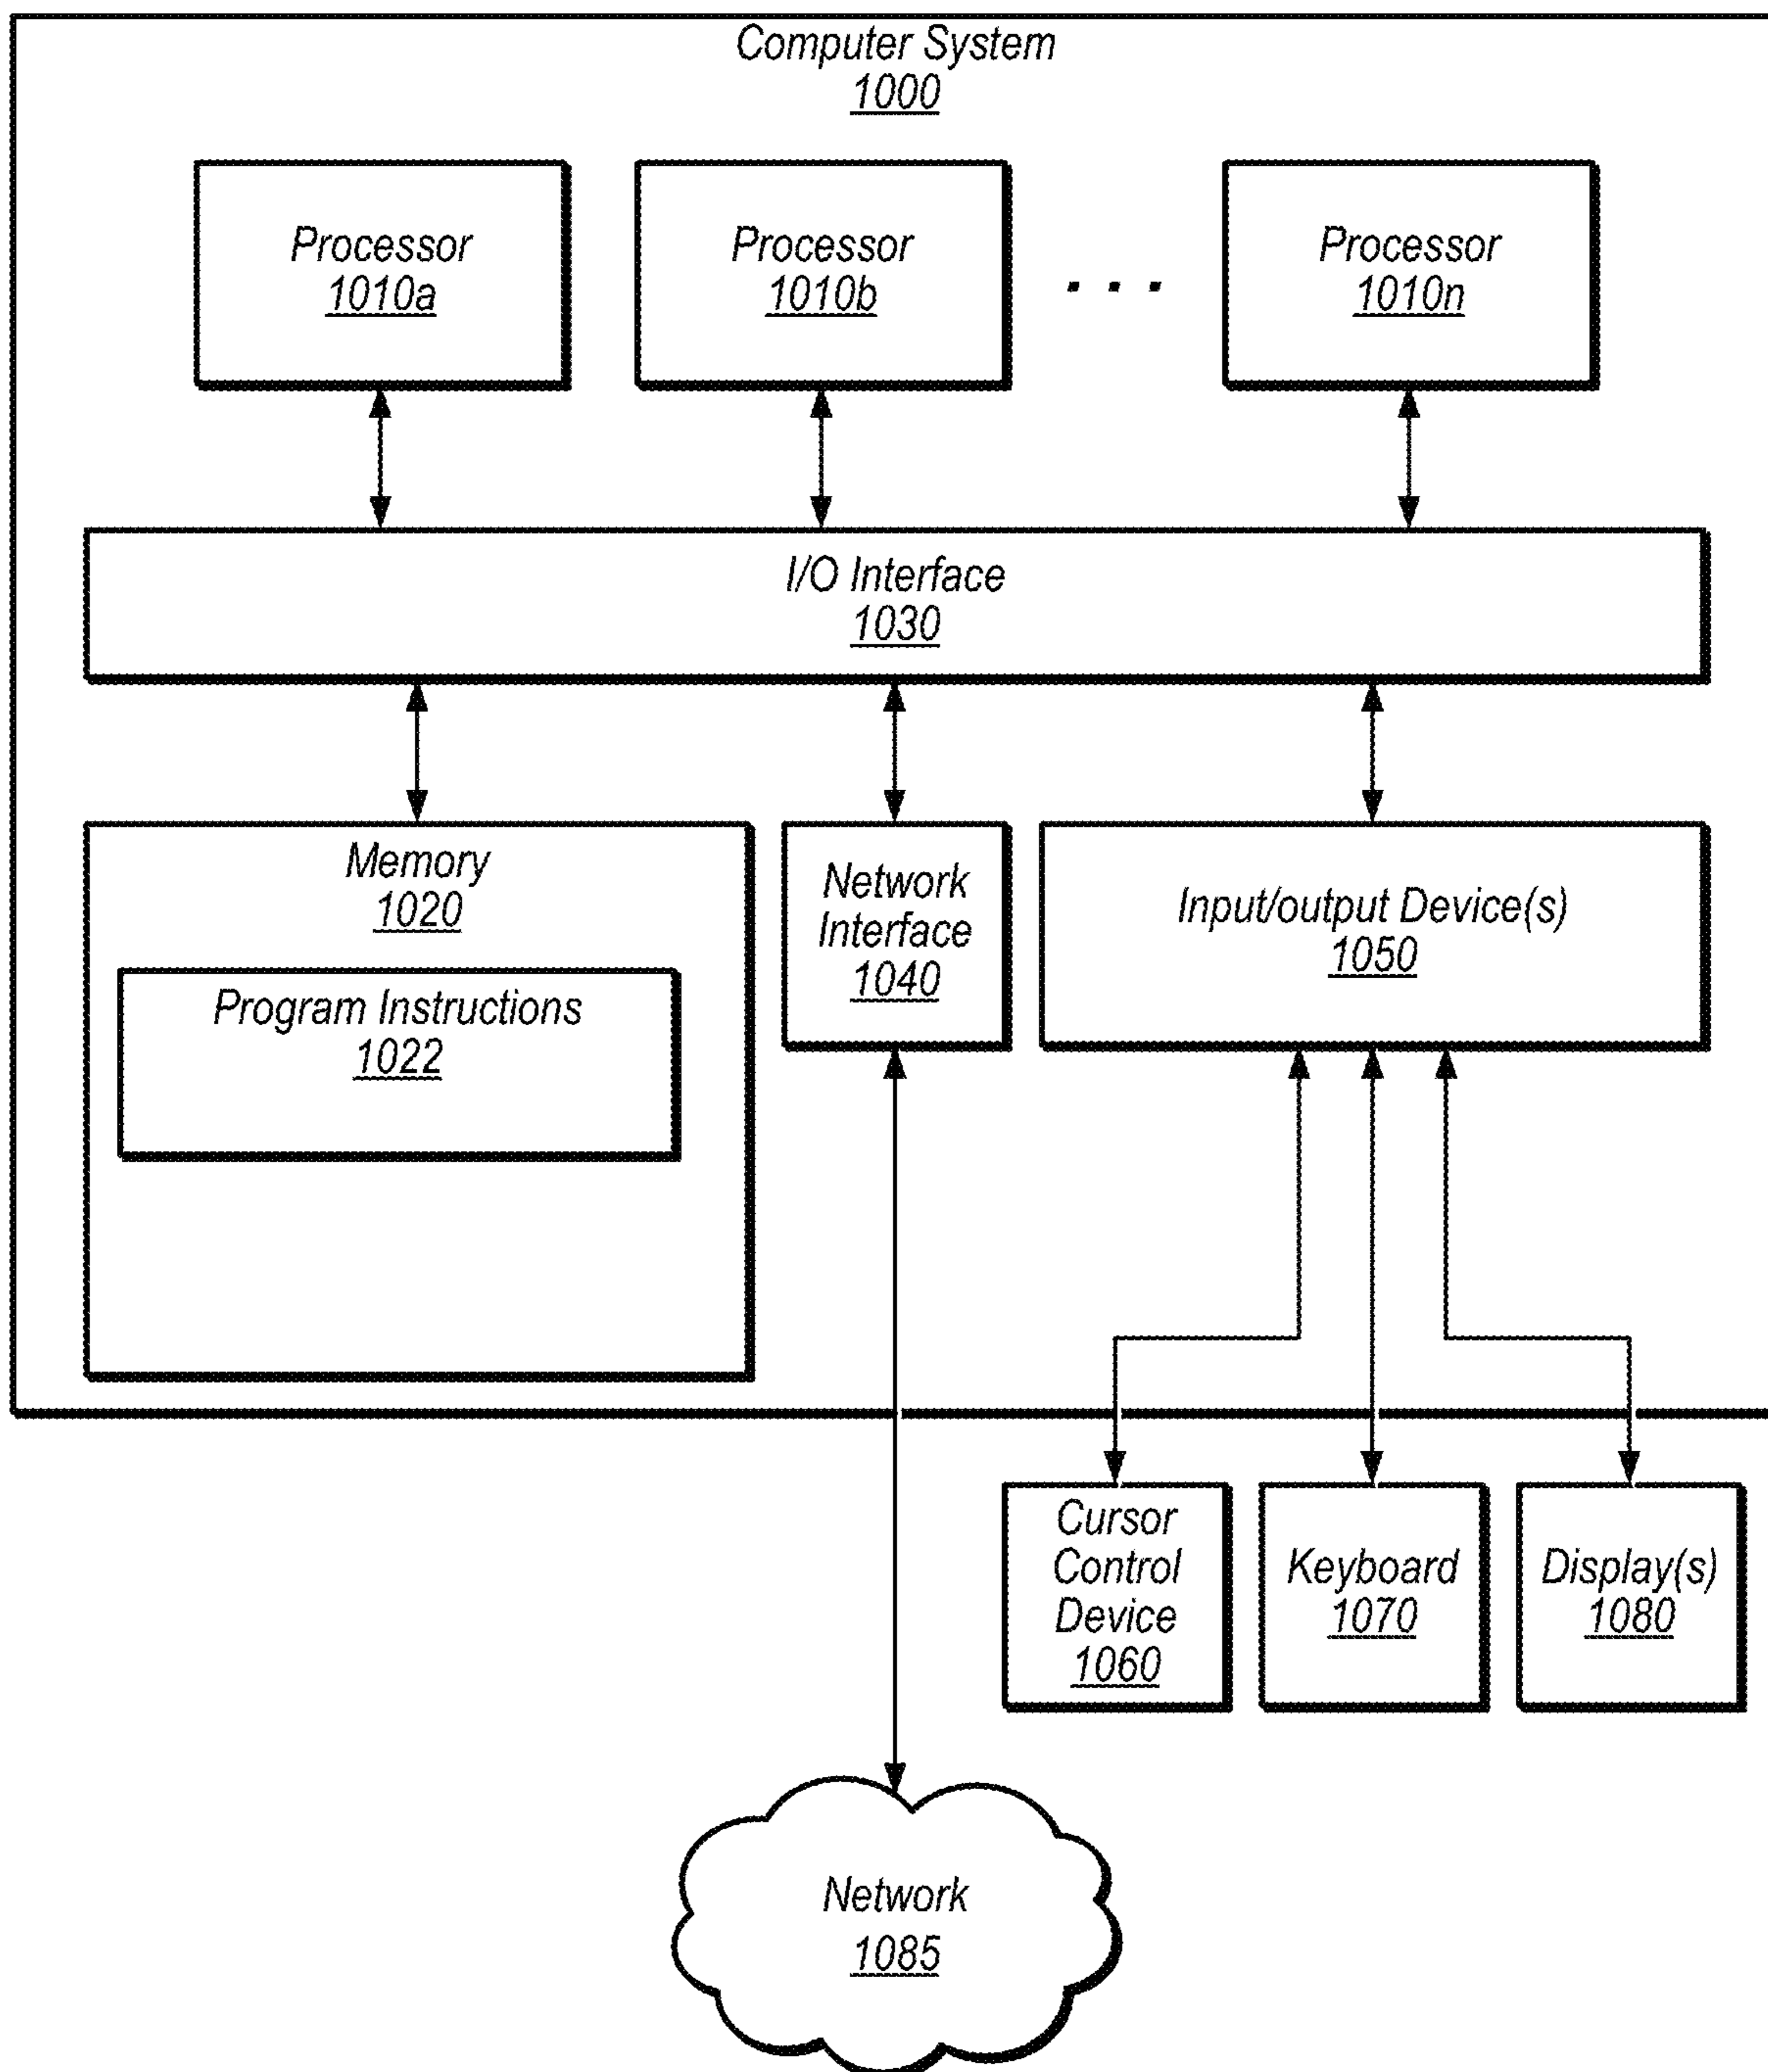 Computer System
1000
Processor
1010a
Processor
1010b
. . .
Processor
1010n
I/O Interface
1030
Memory
1020
Program Instructions
1022
Network
Interface
1040
Input/output Device(s)
1050
Cursor
Control
Device
1060
Keyboard
1070
Display(s)
1080
Network
1085